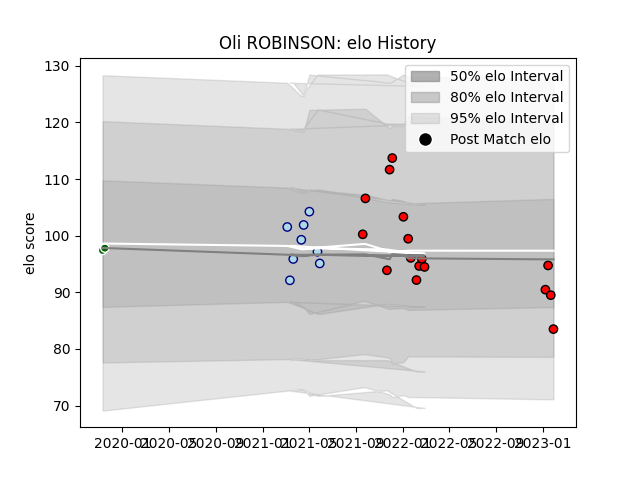 Oli ROBINSON: elo History
50% elo Interval
80% elo Interval
95% elo Interval
Post Match elo
elo score
130
120
110
100
90
80
70
2020-01 2020-05 2020-09 2021-01 2021-05 2021-09 2022-01 2022-05 2022-09 2023-01